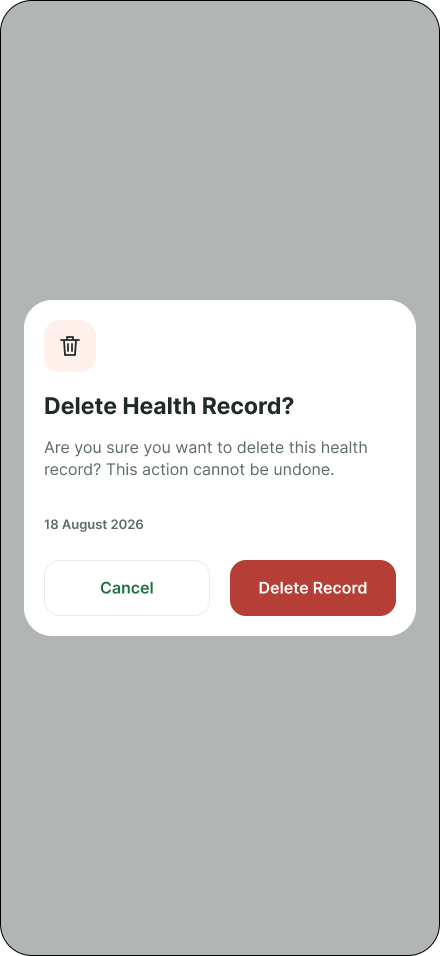 Delete Health Record?
Are you sure you want to delete this health
record? This action cannot be undone.
18 August 2026
Cancel
Delete Record